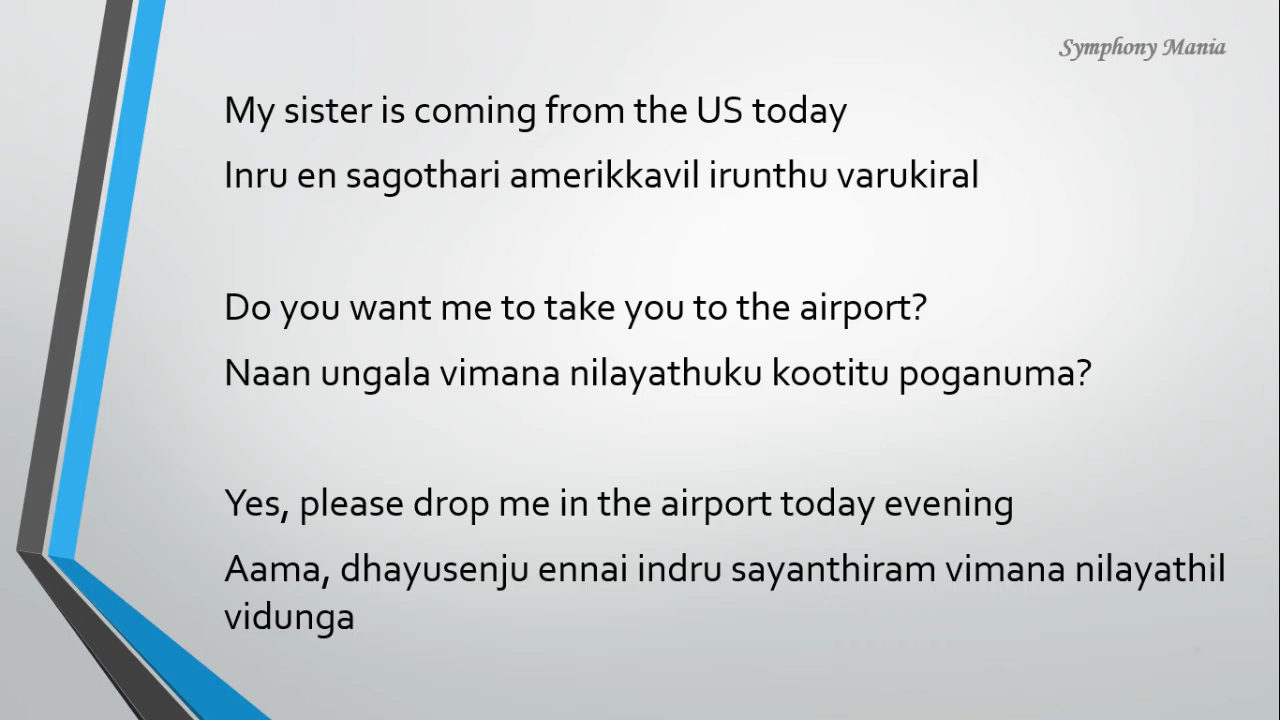 Symphony Mania
My sister is coming from the US today
Inru en sagothari amerikkavil irunthu varukiral
Do you want me to take you to the airport?
Naan ungala vimana nilayathuku kootitu poganuma?
Yes, please drop me in the airport today evening
Aama, dhayusenju ennai indru sayanthiram vimana nilayathil
vidunga